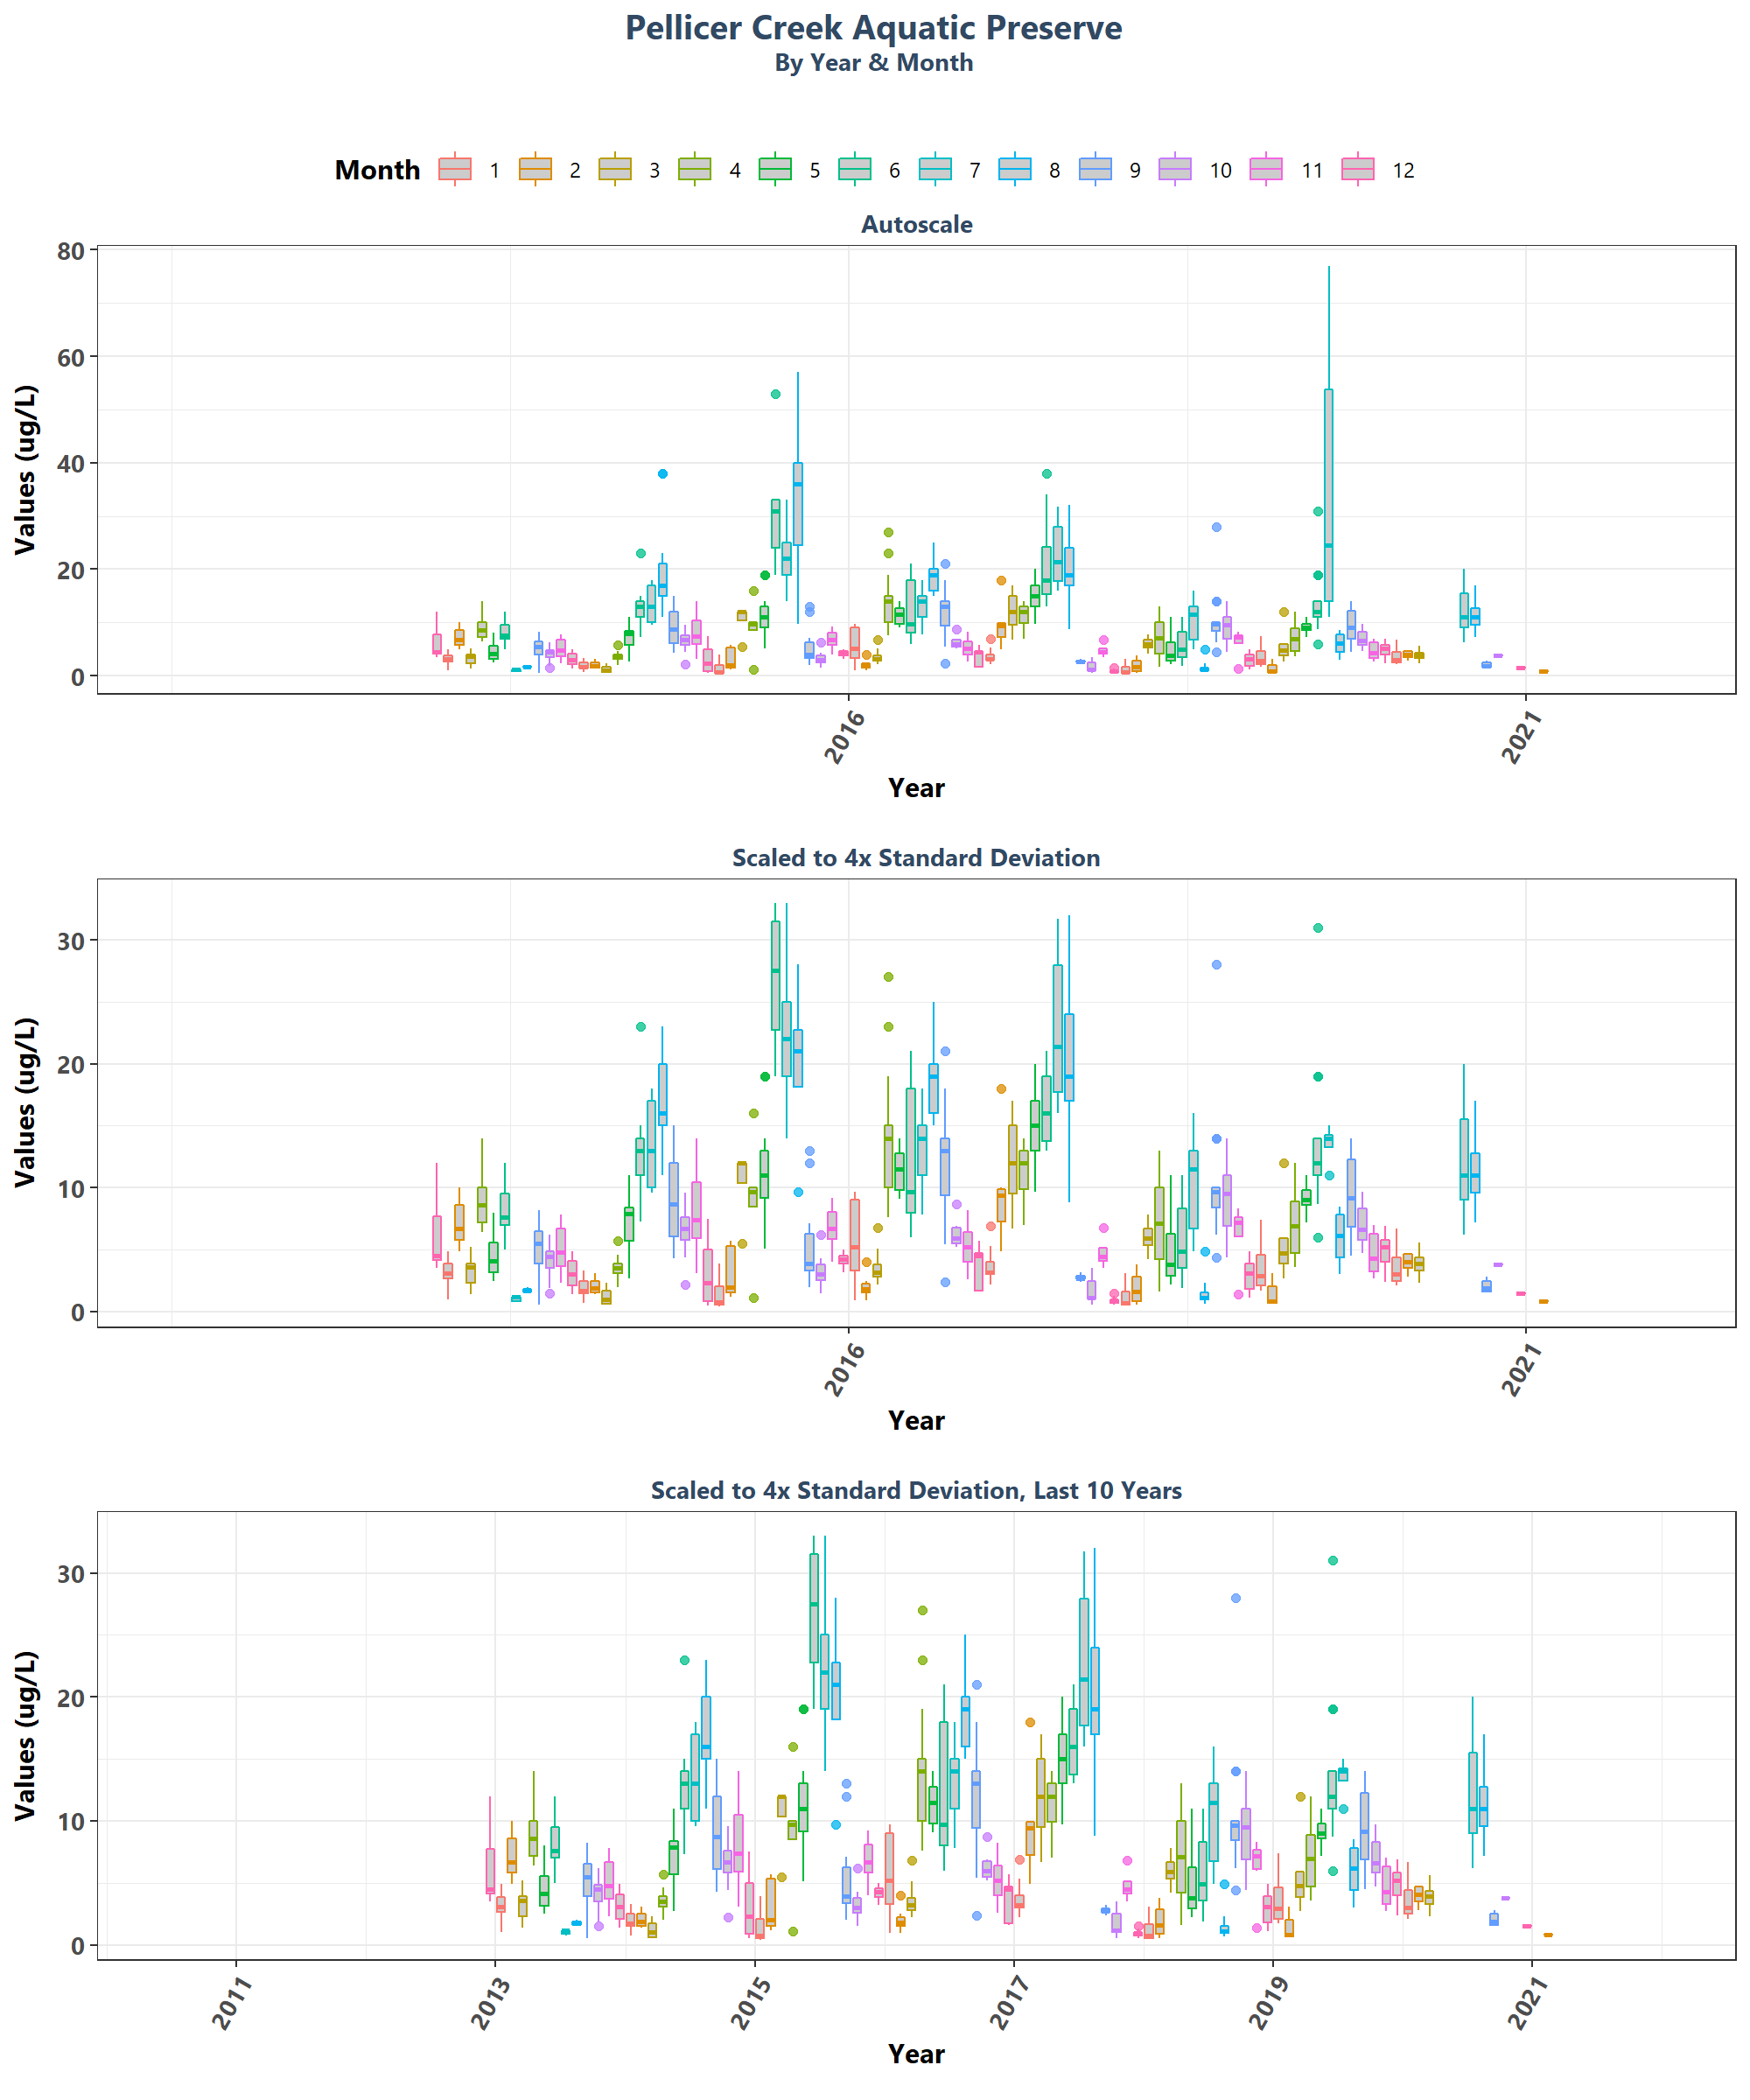 Pellicer Creek Aquatic Preserve
By Year & Month
Month 1 2 3 4 5 6 7 8 9 10 11 12
Autoscale
80
60
40
20
0
Values (ug/L)
2016 2021
Year
Scaled to 4x Standard Deviation
30
20
10
0
Values (ug/L)
2016 2021
Year
Scaled to 4x Standard Deviation, Last 10 Years
30
20
10
0
Values (ug/L)
2011 2013 2015 2017 2019 2021
Year